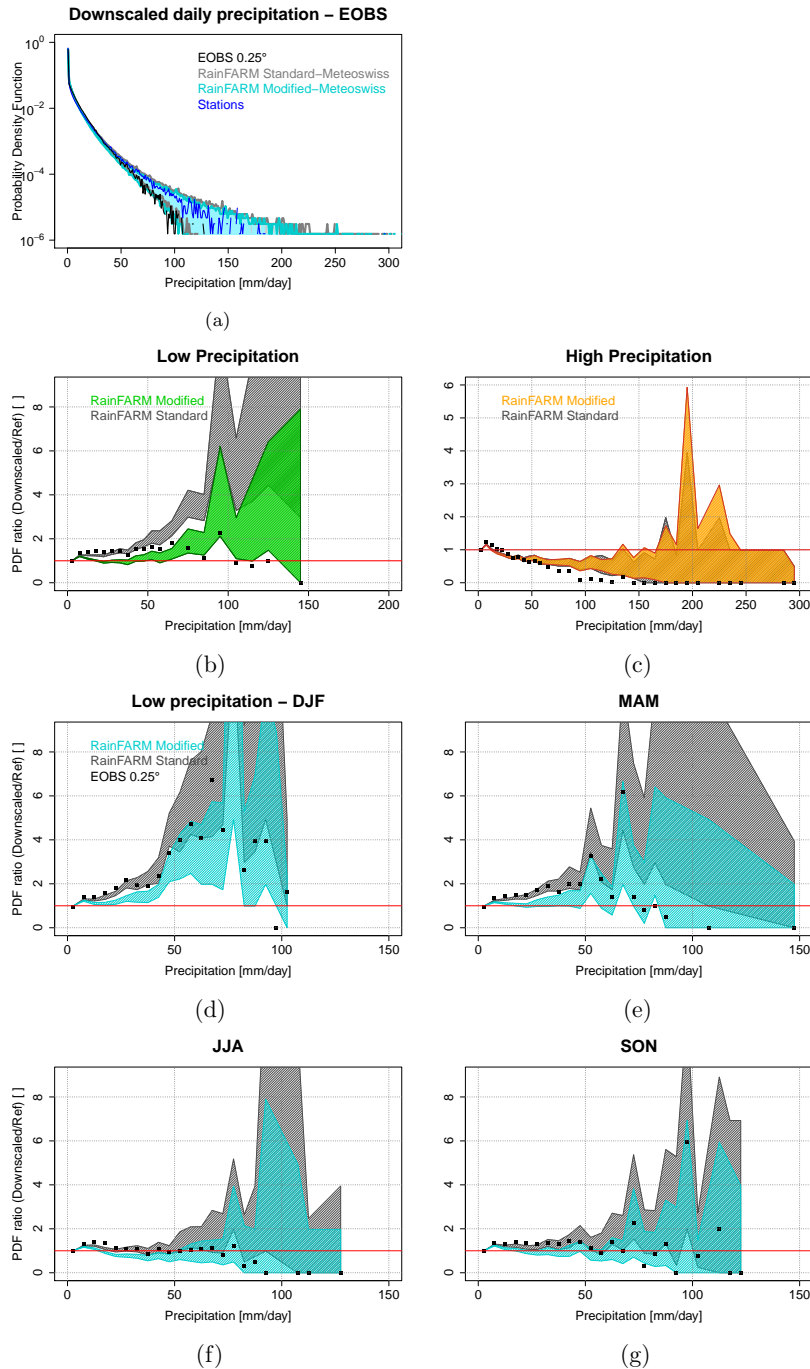 Downscaled daily precipitation – EOBS
Probability Density Function
10^0
10^−2
10^−4
10^−6
EOBS 0.25°
RainFARM Standard–Meteoswiss
RainFARM Modified–Meteoswiss
Stations
0 50 100 150 200 250 300
Precipitation [mm/day]
(a)
Low Precipitation
PDF ratio (Downscaled/Ref) [ ]
0 2 4 6 8
RainFARM Modified
RainFARM Standard
0 50 100 150 200
Precipitation [mm/day]
(b)
High Precipitation
0 1 2 3 4 5 6
RainFARM Modified
RainFARM Standard
0 50 100 150 200 250 300
Precipitation [mm/day]
(c)
Low precipitation – DJF
PDF ratio (Downscaled/Ref) [ ]
0 2 4 6 8
RainFARM Modified
RainFARM Standard
EOBS 0.25°
0 50 100 150
Precipitation [mm/day]
(d)
MAM
0 2 4 6 8
0 50 100 150
Precipitation [mm/day]
(e)
JJA
PDF ratio (Downscaled/Ref) [ ]
0 2 4 6 8
0 50 100 150
Precipitation [mm/day]
(f)
SON
0 2 4 6 8
0 50 100 150
Precipitation [mm/day]
(g)